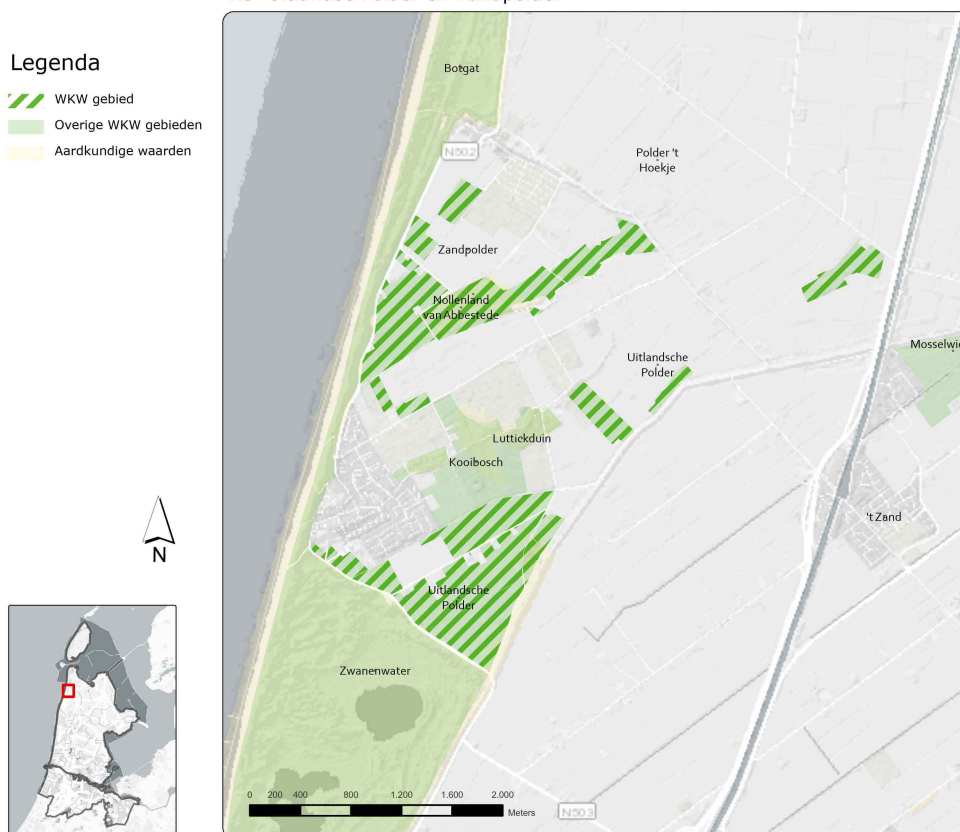 Legenda
WKW gebied
Overige WKW gebieden
Aardkundige waarden
N
Botgat
N502
Polder 't
Hoekje
Zandpolder
Nollenland
van Abbestede
Uitlandsche
Polder
Mosselwie
Luttickduin
Kooibosch
't Zand
Uitlandsche
Polder
Zwanenwater
0 200 400 800 1.200 1.600 2.000
Meters
N503